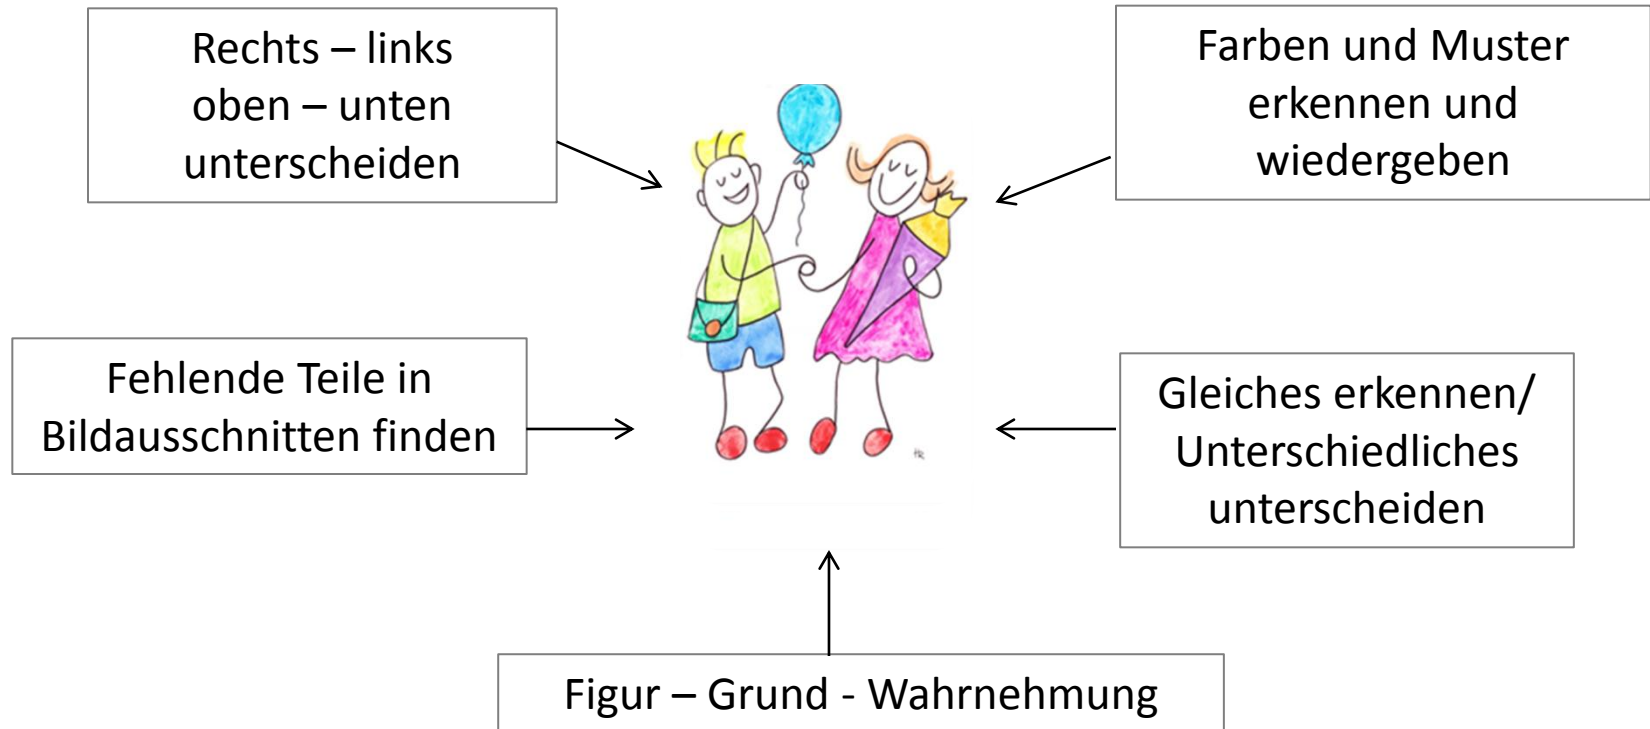 Rechts – links
oben – unten
unterscheiden
Farben und Muster
erkennen und
wiedergeben
Fehlende Teile in
Bildausschnitten finden
Gleiches erkennen/
Unterschiedliches
unterscheiden
Figur – Grund - Wahrnehmung